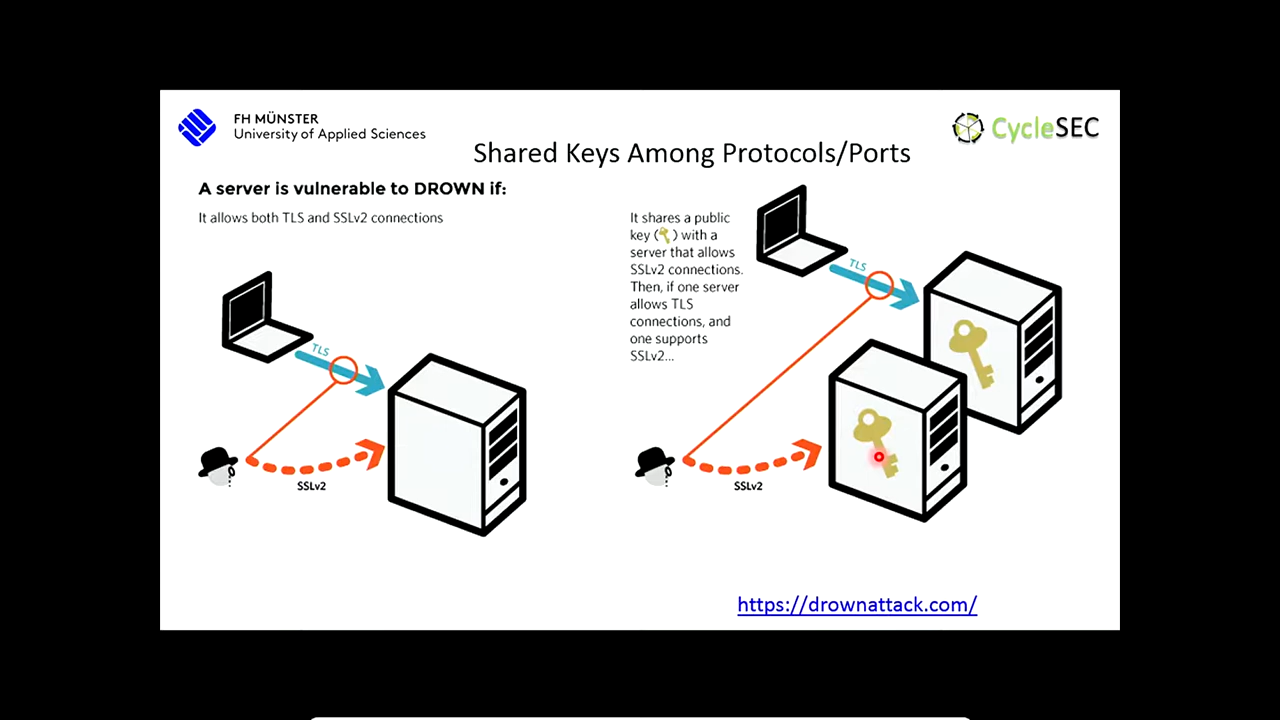 FH MÜNSTER
University of Applied Sciences
CycleSEC
Shared Keys Among Protocols/Ports
A server is vulnerable to DROWN if:
It allows both TLS and SSLv2 connections
TLS
SSLv2
It shares a public
key ( ) with a
server that allows
SSLv2 connections.
Then, if one server
allows TLS
connections, and
one supports
SSLv2...
TLS
SSLv2
https://drownattack.com/